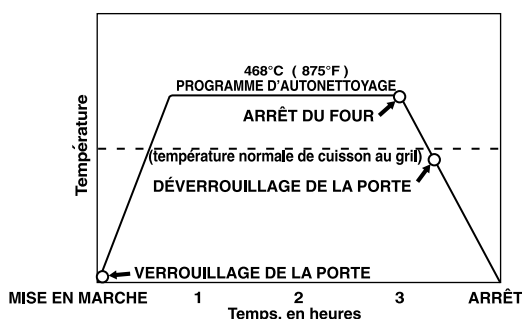 468°C ( 875°F )
PROGRAMME D'AUTONETTOYAGE
ARRÊT DU FOUR
(température normale de cuisson au gril)
DÉVERROUILLAGE DE LA PORTE
Température
VERROUILLAGE DE LA PORTE
MISE EN MARCHE 1 2 3 ARRÊT
Temps, en heures